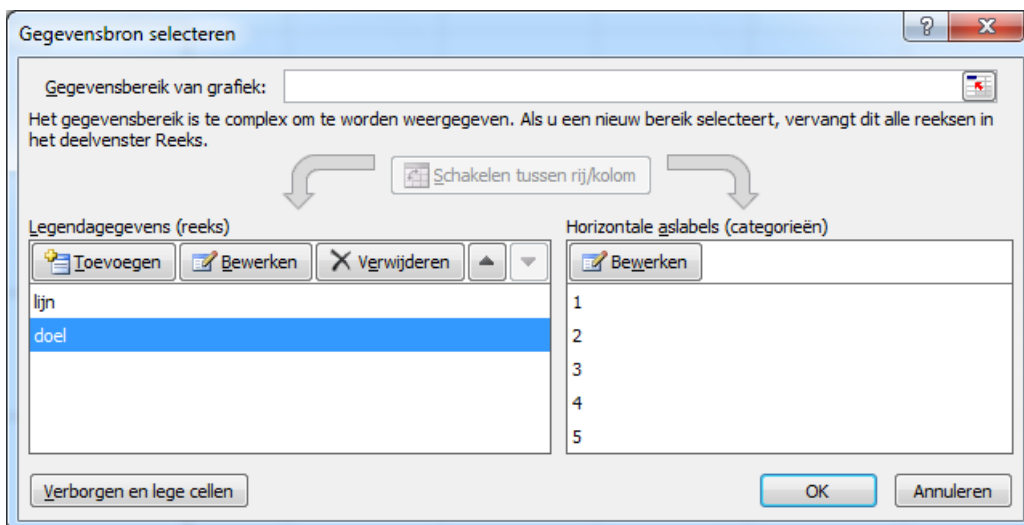 Gegevensbron selecteren
Gegevensbereik van grafiek:
Het gegevensbereik is te complex om te worden weergegeven. Als u een nieuw bereik selecteert, vervangt dit alle reeksen in
het deelvenster Reeks.
Schakelen tussen rij/kolom
Legendagegevens (reeks)
Toevoegen Bewerken Verwijderen
lijn
doel
Horizontale aslabels (categorieën)
Bewerken
1
2
3
4
5
Verborgen en lege cellen
OK Annuleren